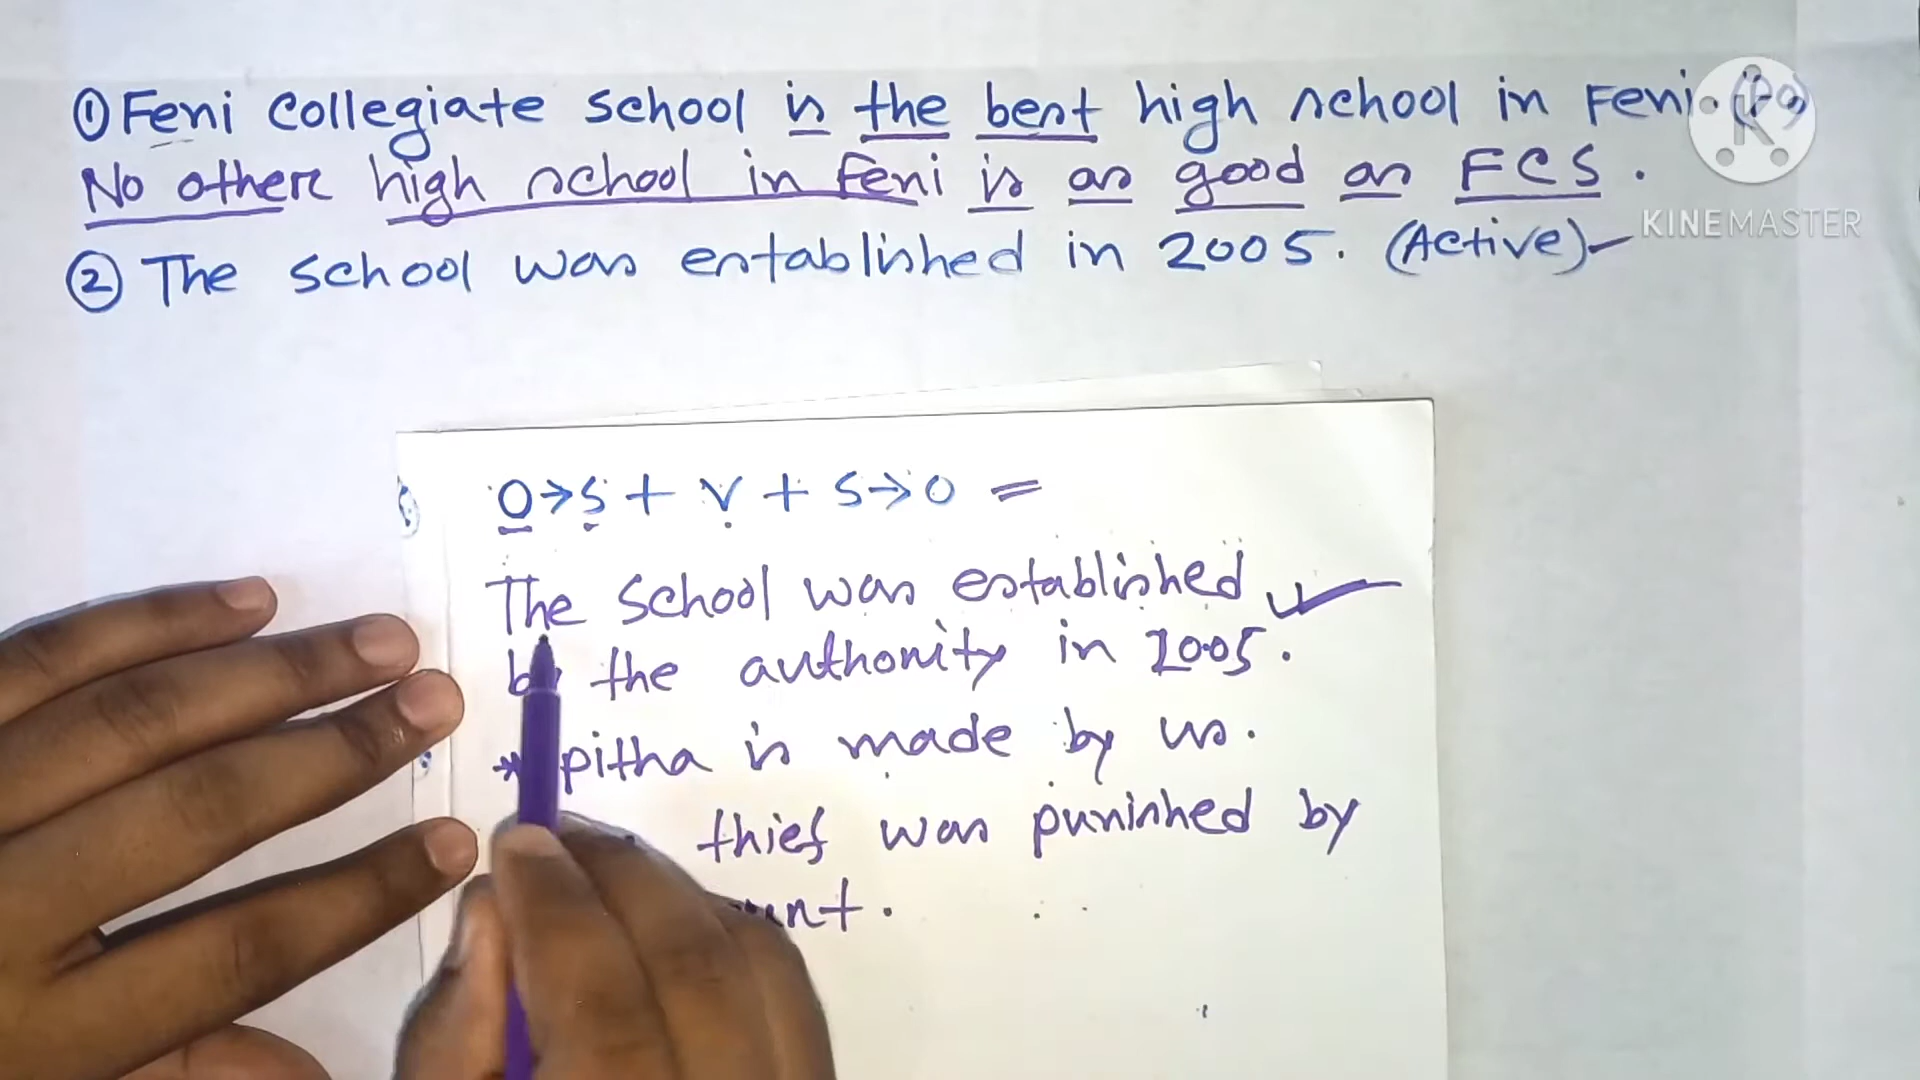 ① Feni Collegiate School is the best high school in Feni.
No other high school in Feni is as good as FCS.
② The school was established in 2005. (Active)
KINEMASTER
O→S + V + S→O =
The school was established
by the authority in 2005.
* pitha is made by us.
thief was punished by